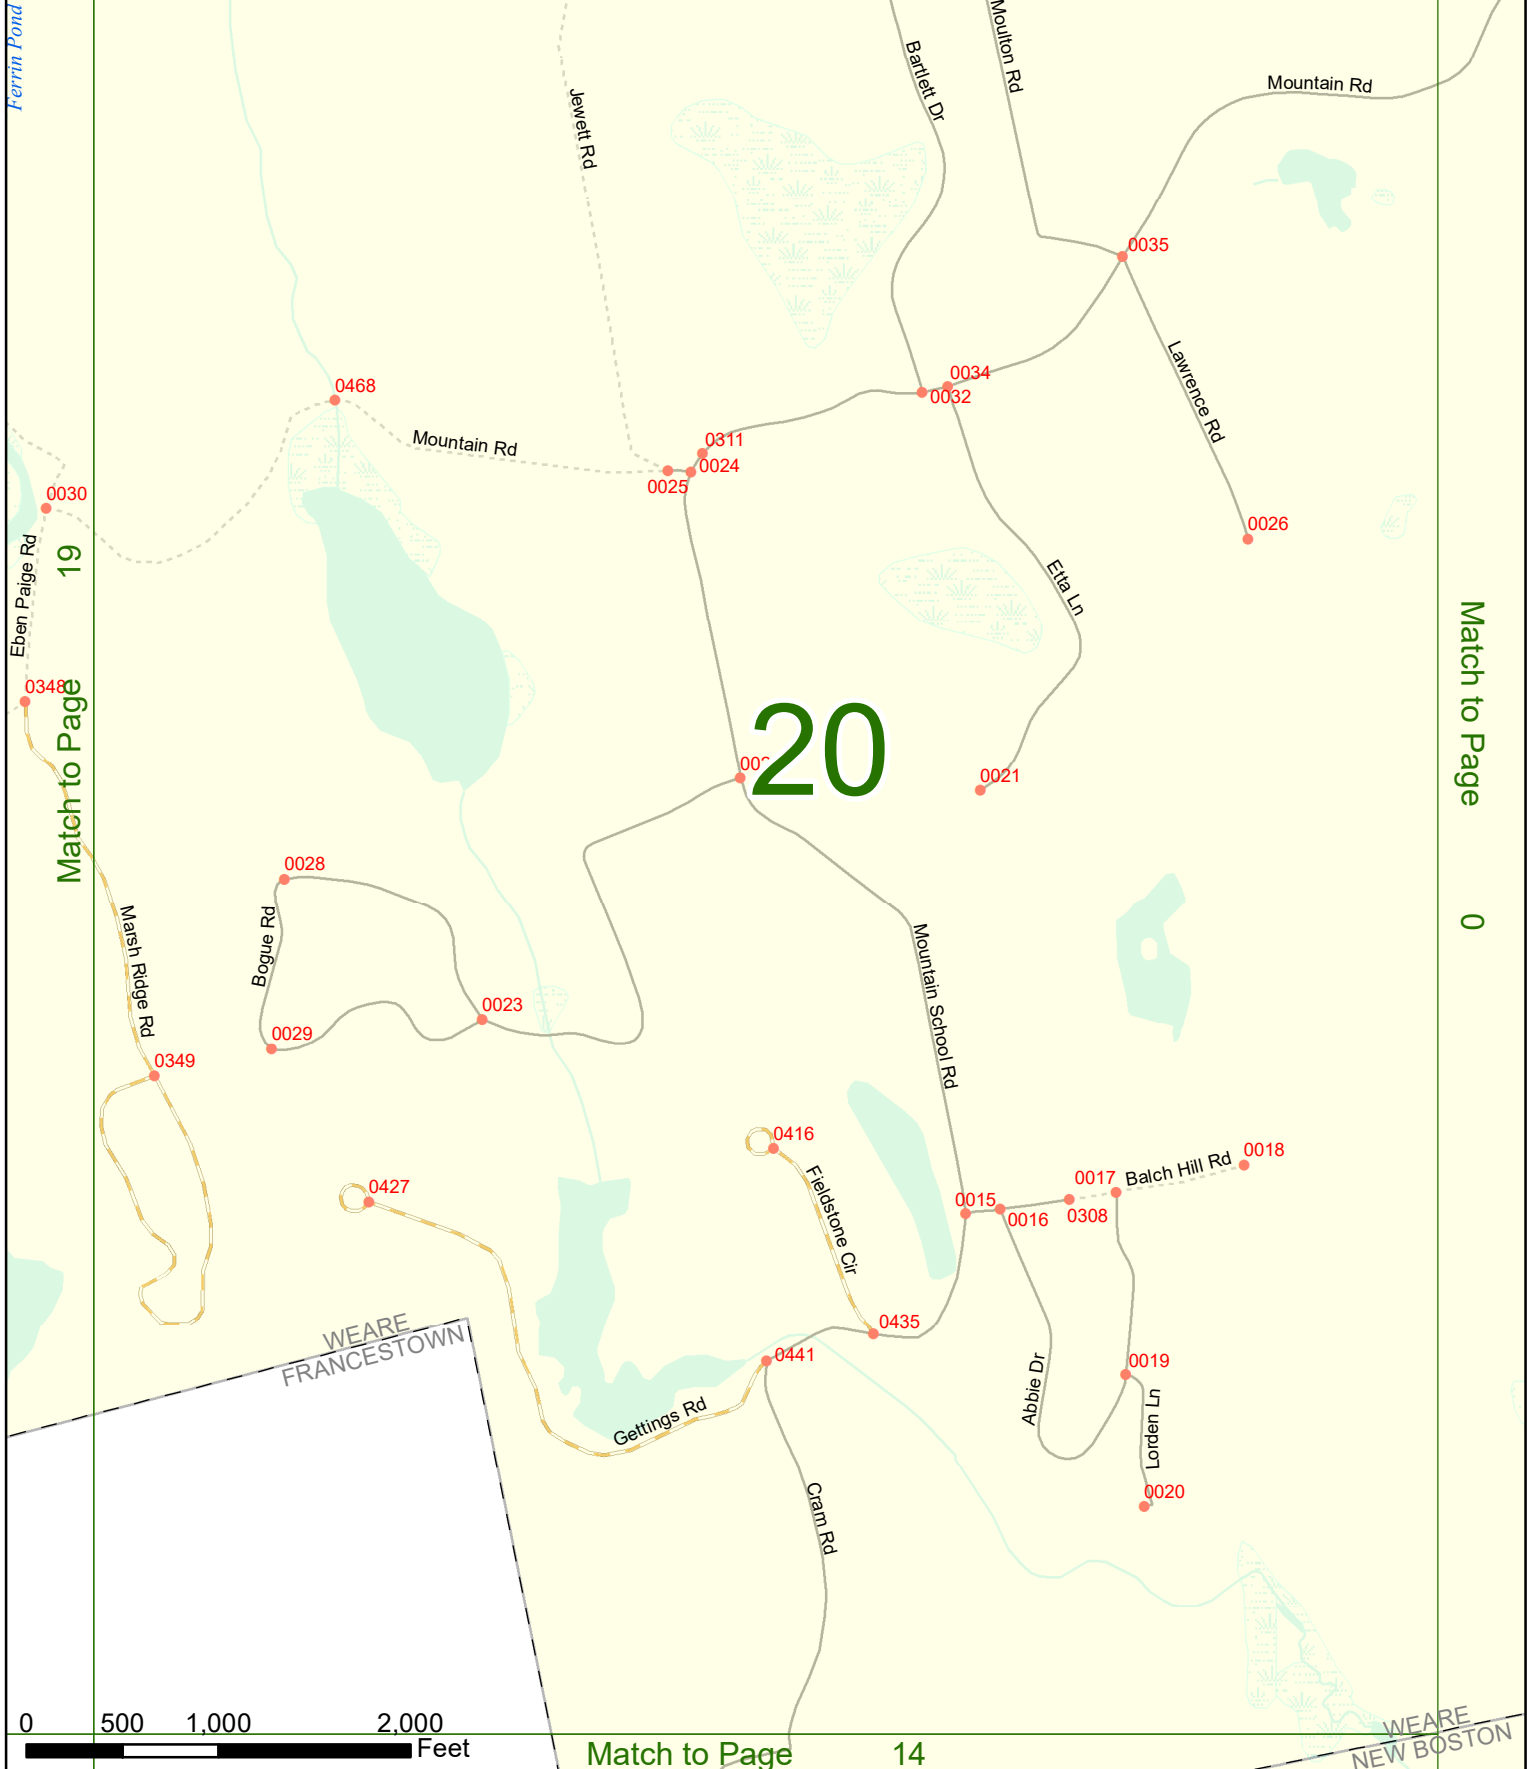 Ferrin Pond
Moulton Rd
Bartlett Dr
Mountain Rd
Jewett Rd
0035
Lawrence Rd
0034
0032
0468
Mountain Rd
0311
0024
0025
0030
0026
19
Eben Paige Rd
Etta Ln
Match to Page
0348
Match to Page
20
0021
0028
0
Marsh Ridge Rd
Bogue Rd
Mountain School Rd
0023
0029
0349
0416
0018
Balch Hill Rd
0017
0427
Fieldstone Cir
0015
0016
0308
0435
WEARE
FRANCESTOWN
0441
0019
Abbie Dr
Lorden Ln
Gettings Rd
0020
Cram Rd
0 500 1,000 2,000
Feet
WEARE
NEW BOSTON
Match to Page 14